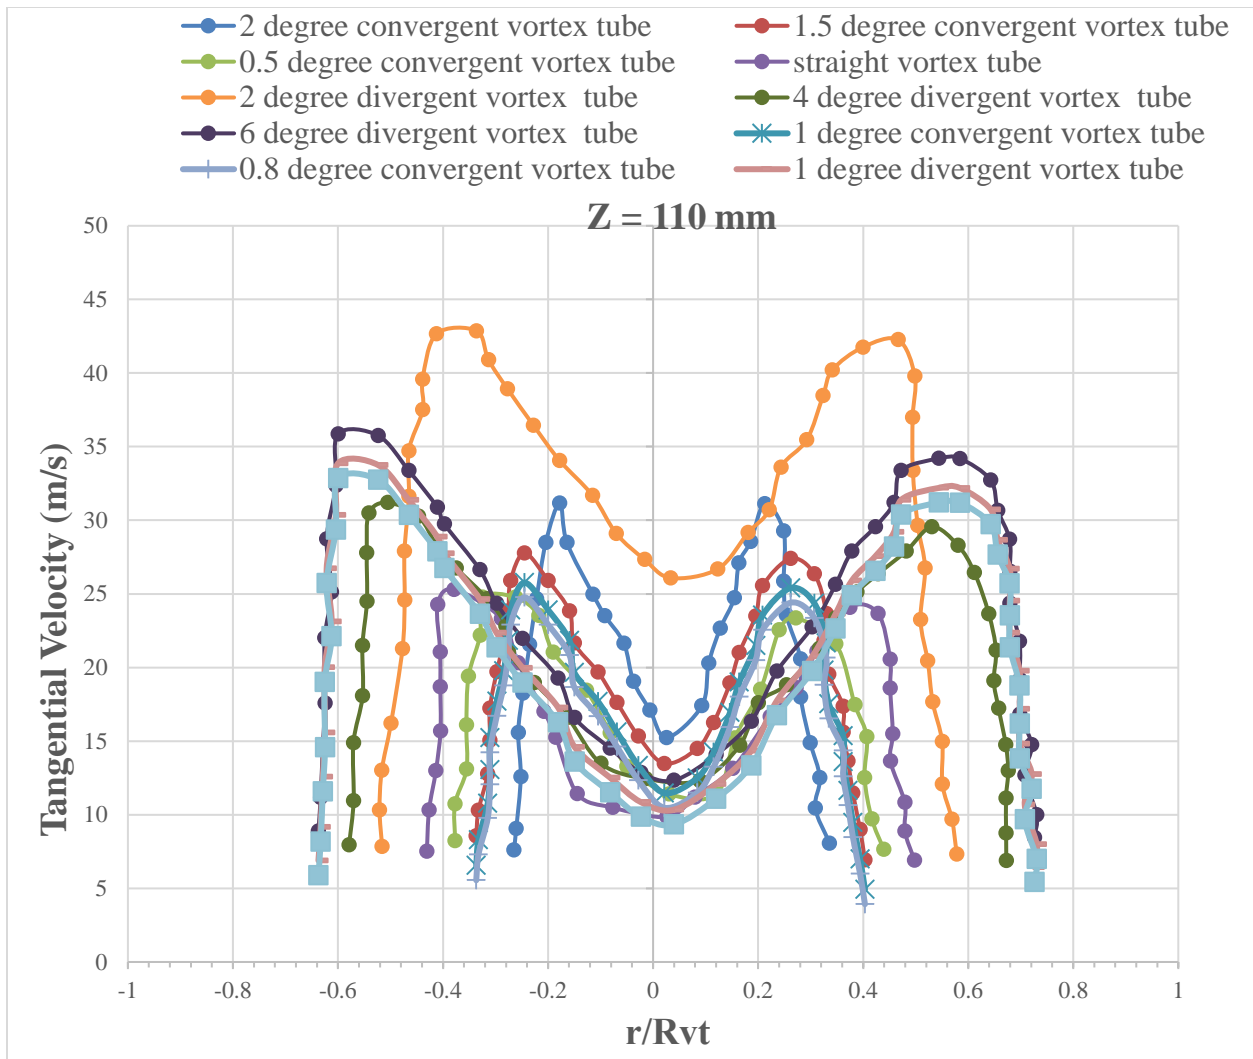 2 degree convergent vortex tube
1.5 degree convergent vortex tube
0.5 degree convergent vortex tube
straight vortex tube
2 degree divergent vortex  tube
4 degree divergent vortex  tube
6 degree divergent vortex  tube
1 degree convergent vortex tube
0.8 degree convergent vortex tube
1 degree divergent vortex tube
Z = 110 mm
50
45
40
35
30
25
20
15
10
5
0
Tangential Velocity (m/s)
-1 -0.8 -0.6 -0.4 -0.2 0 0.2 0.4 0.6 0.8 1
r/Rvt